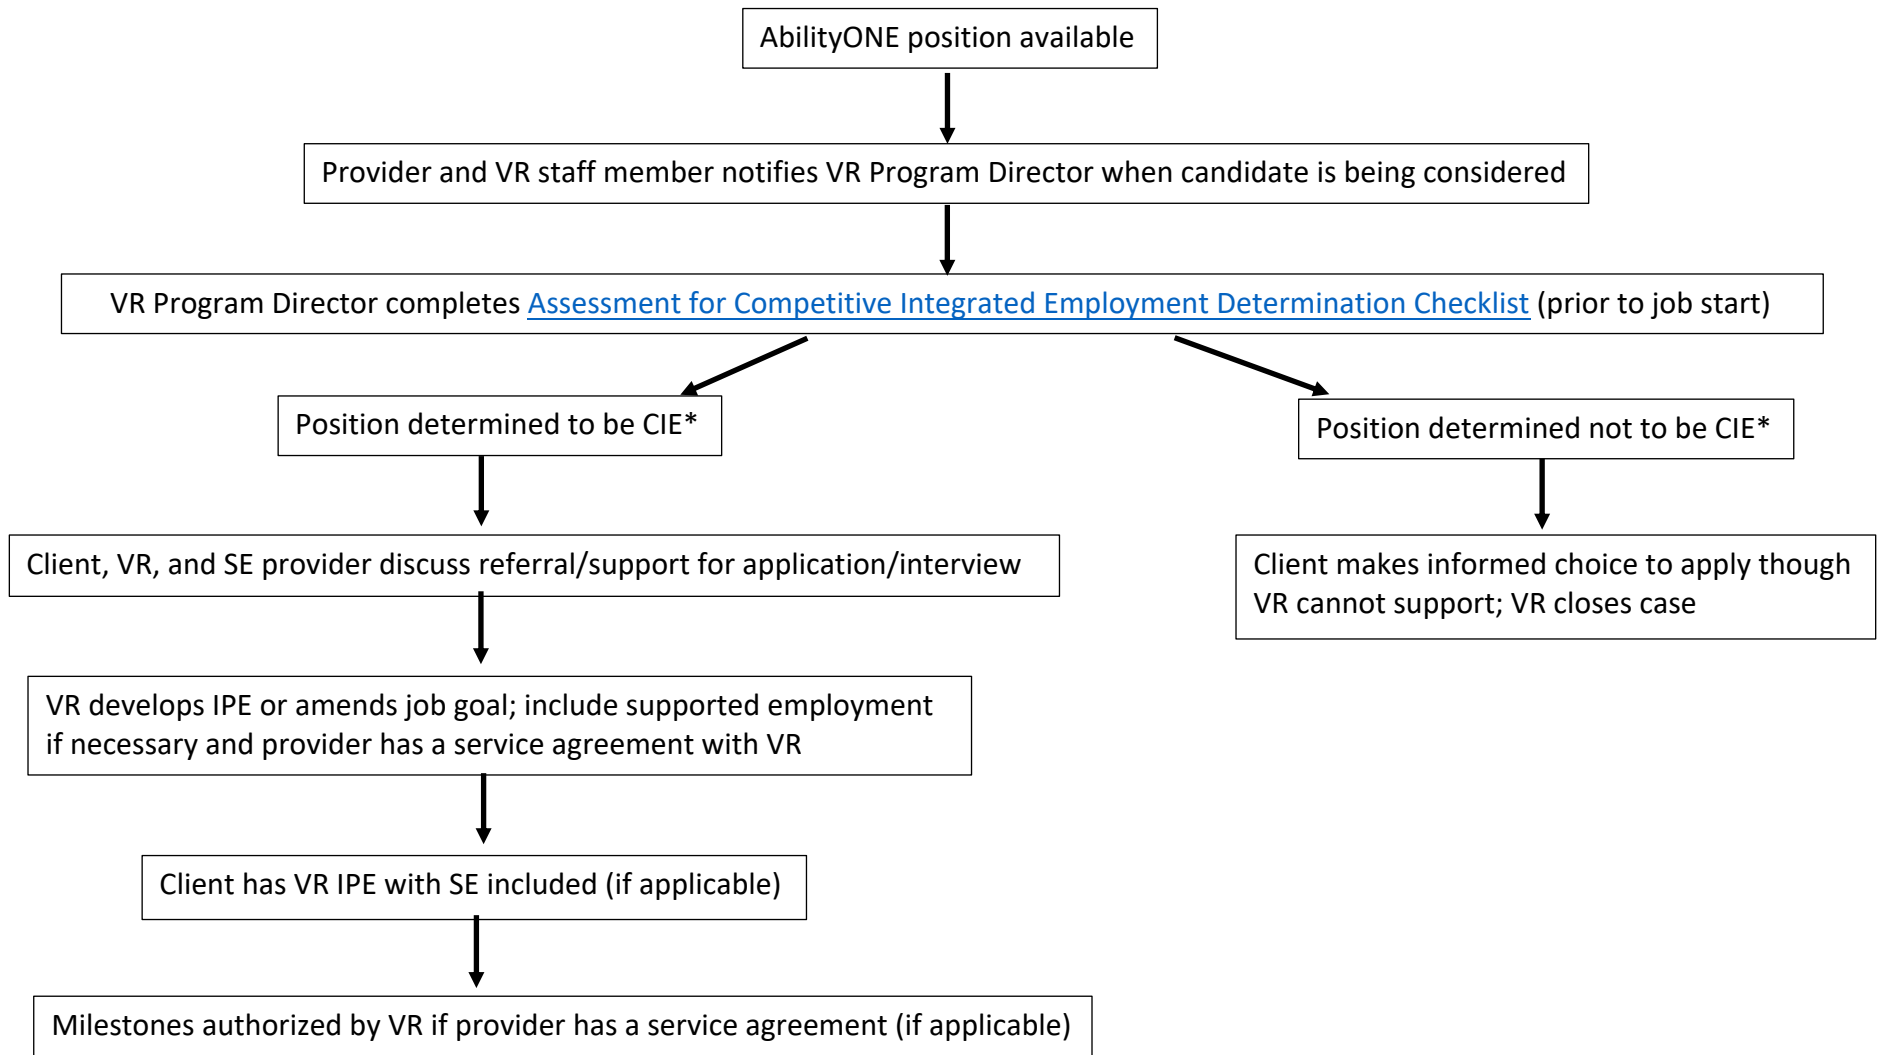 AbilityONE position available
Provider and VR staff member notifies VR Program Director when candidate is being considered
VR Program Director completes Assessment for Competitive Integrated Employment Determination Checklist (prior to job start)
Position determined to be CIE*
Position determined not to be CIE*
Client, VR, and SE provider discuss referral/support for application/interview
Client makes informed choice to apply though
VR cannot support; VR closes case
VR develops IPE or amends job goal; include supported employment
if necessary and provider has a service agreement with VR
Client has VR IPE with SE included (if applicable)
Milestones authorized by VR if provider has a service agreement (if applicable)